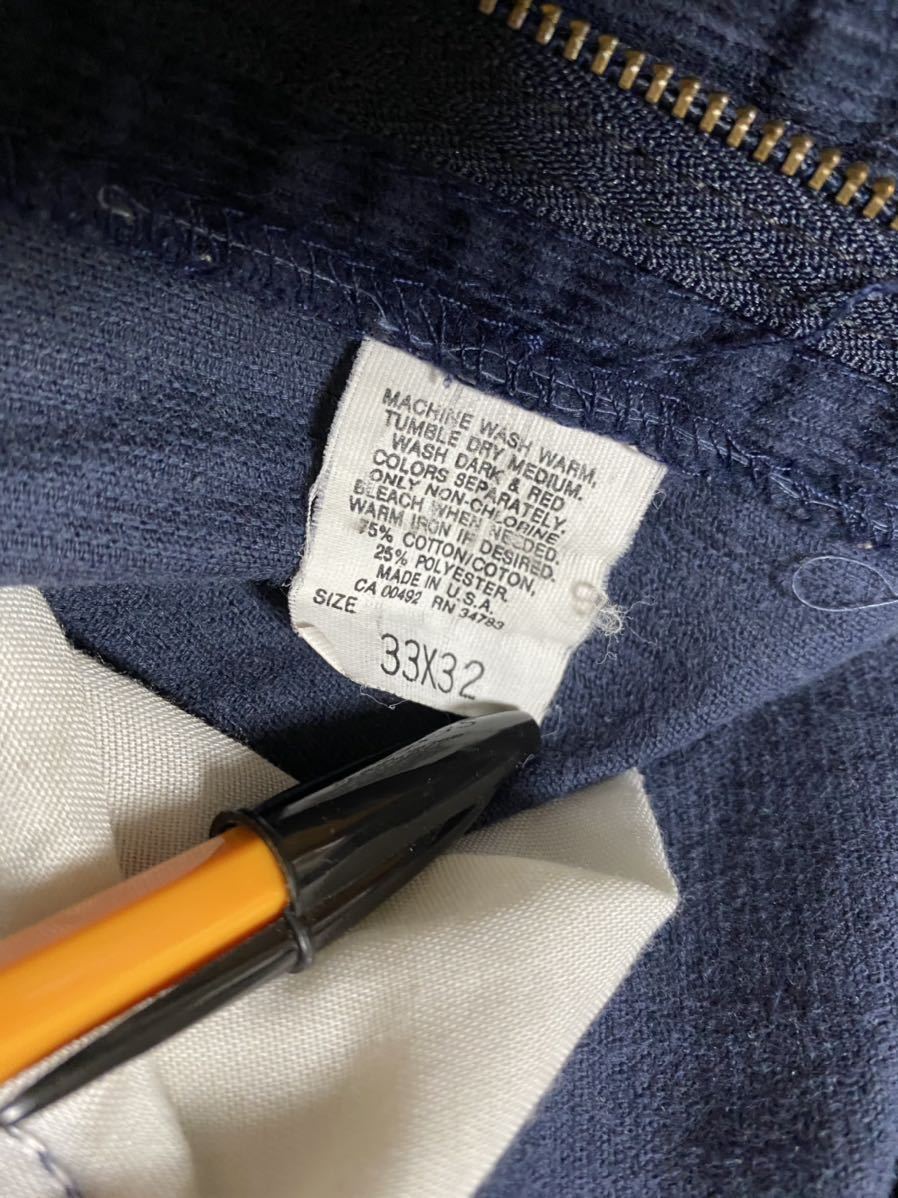 MACHINE WASH WARM,
TUMBLE DRY MEDIUM.
WASH DARK & RED
COLORS SEPARATELY.
ONLY NON-CHLORINE.
BLEACH WHEN NEEDED.
WARM IRON IF DESIRED.
75% COTTON/COTON,
25% POLYESTER
MADE IN U.S.A.
CA 00492 RN 34783
SIZE
33X32